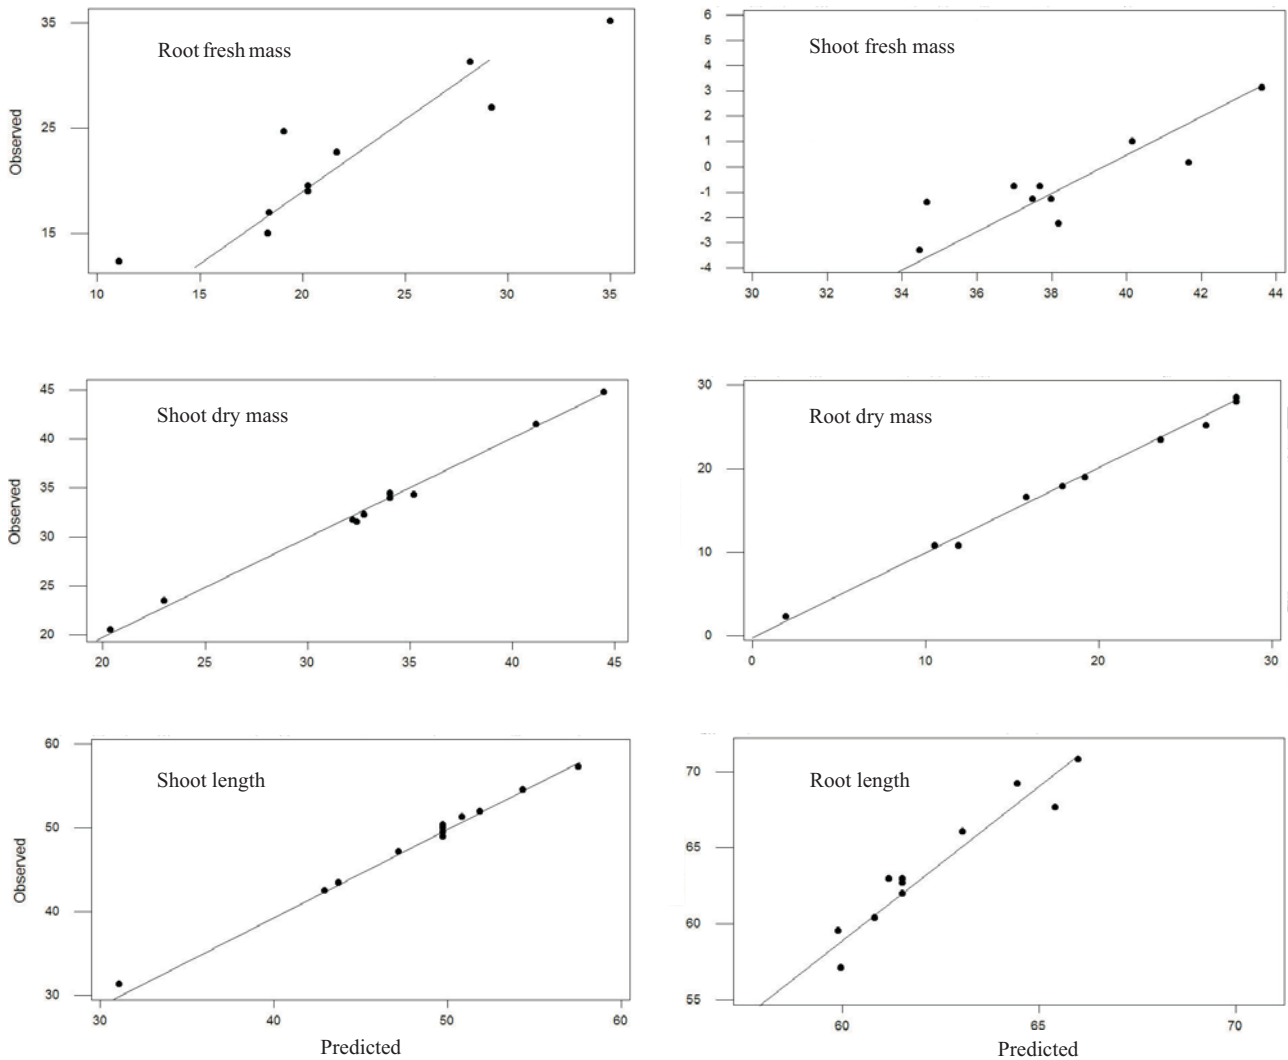 Root fresh mass
Observed
35
25
15
10 15 20 25 30 35
Shoot fresh mass
6
5
4
3
2
1
0
-1
-2
-3
-4
30 32 34 36 38 40 42 44
Shoot dry mass
Observed
45
40
35
30
25
20
20 25 30 35 40 45
Root dry mass
30
20
10
0
0 10 20 30
Shoot length
Observed
60
50
40
30
30 40 50 60
Predicted
Root length
70
65
60
55
60 65 70
Predicted